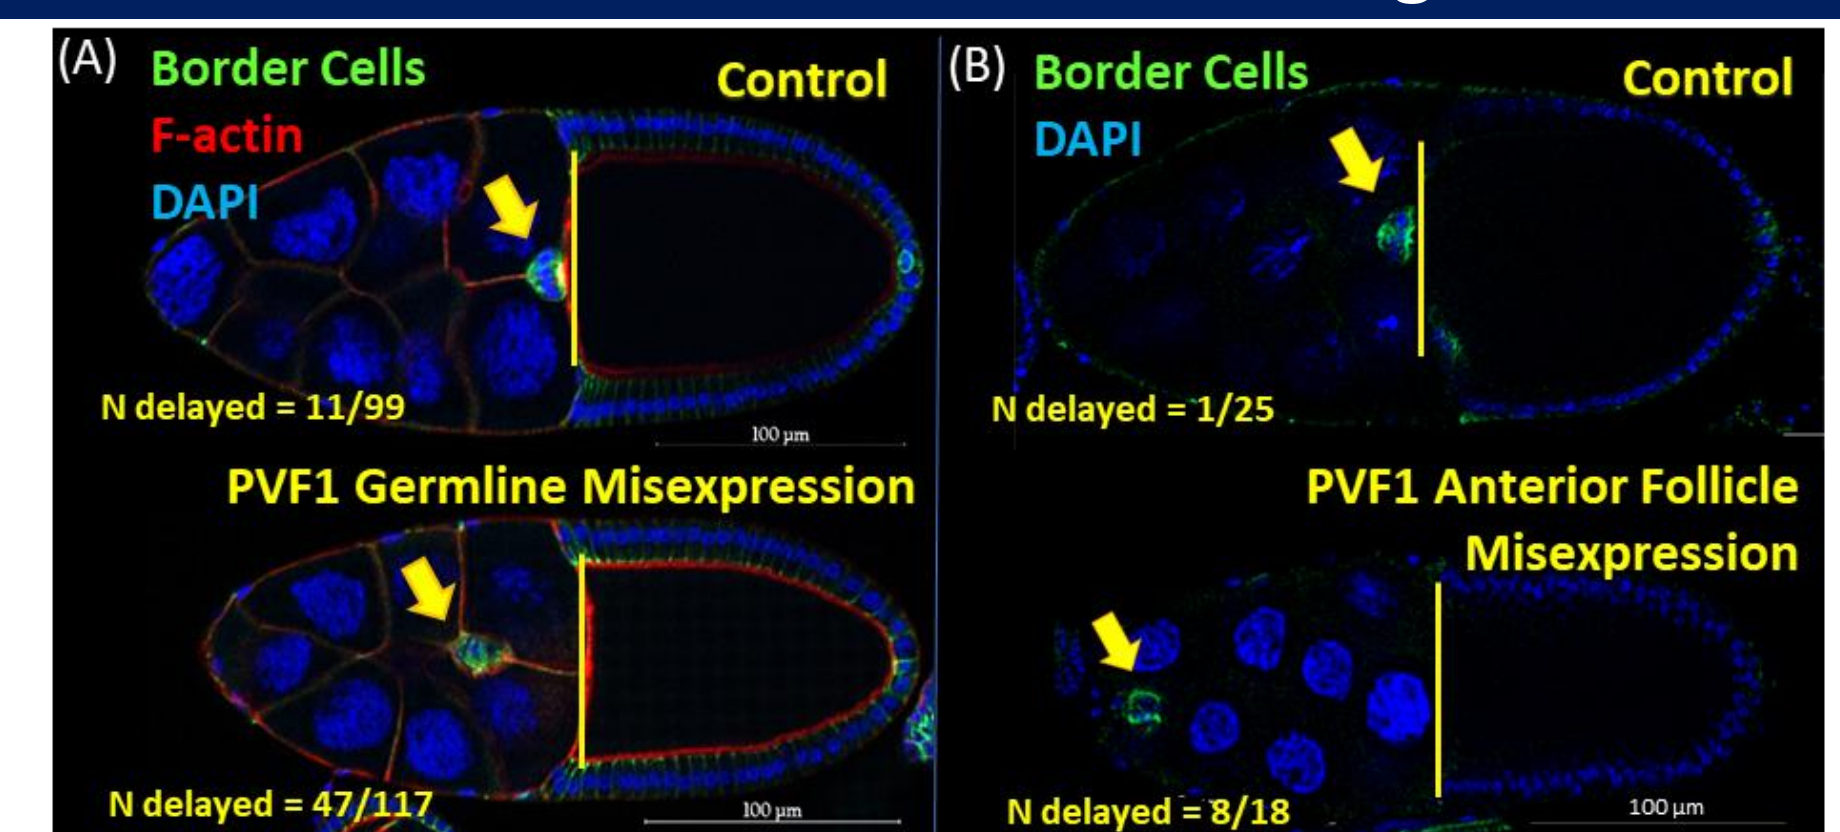 (A)
Border Cells
Control
F-actin
DAPI
N delayed = 11/99
100 µm
PVF1 Germline Misexpression
N delayed = 47/117
100 µm
(B)
Border Cells
Control
DAPI
N delayed = 1/25
PVF1 Anterior Follicle
Misexpression
N delayed = 8/18
100 µm